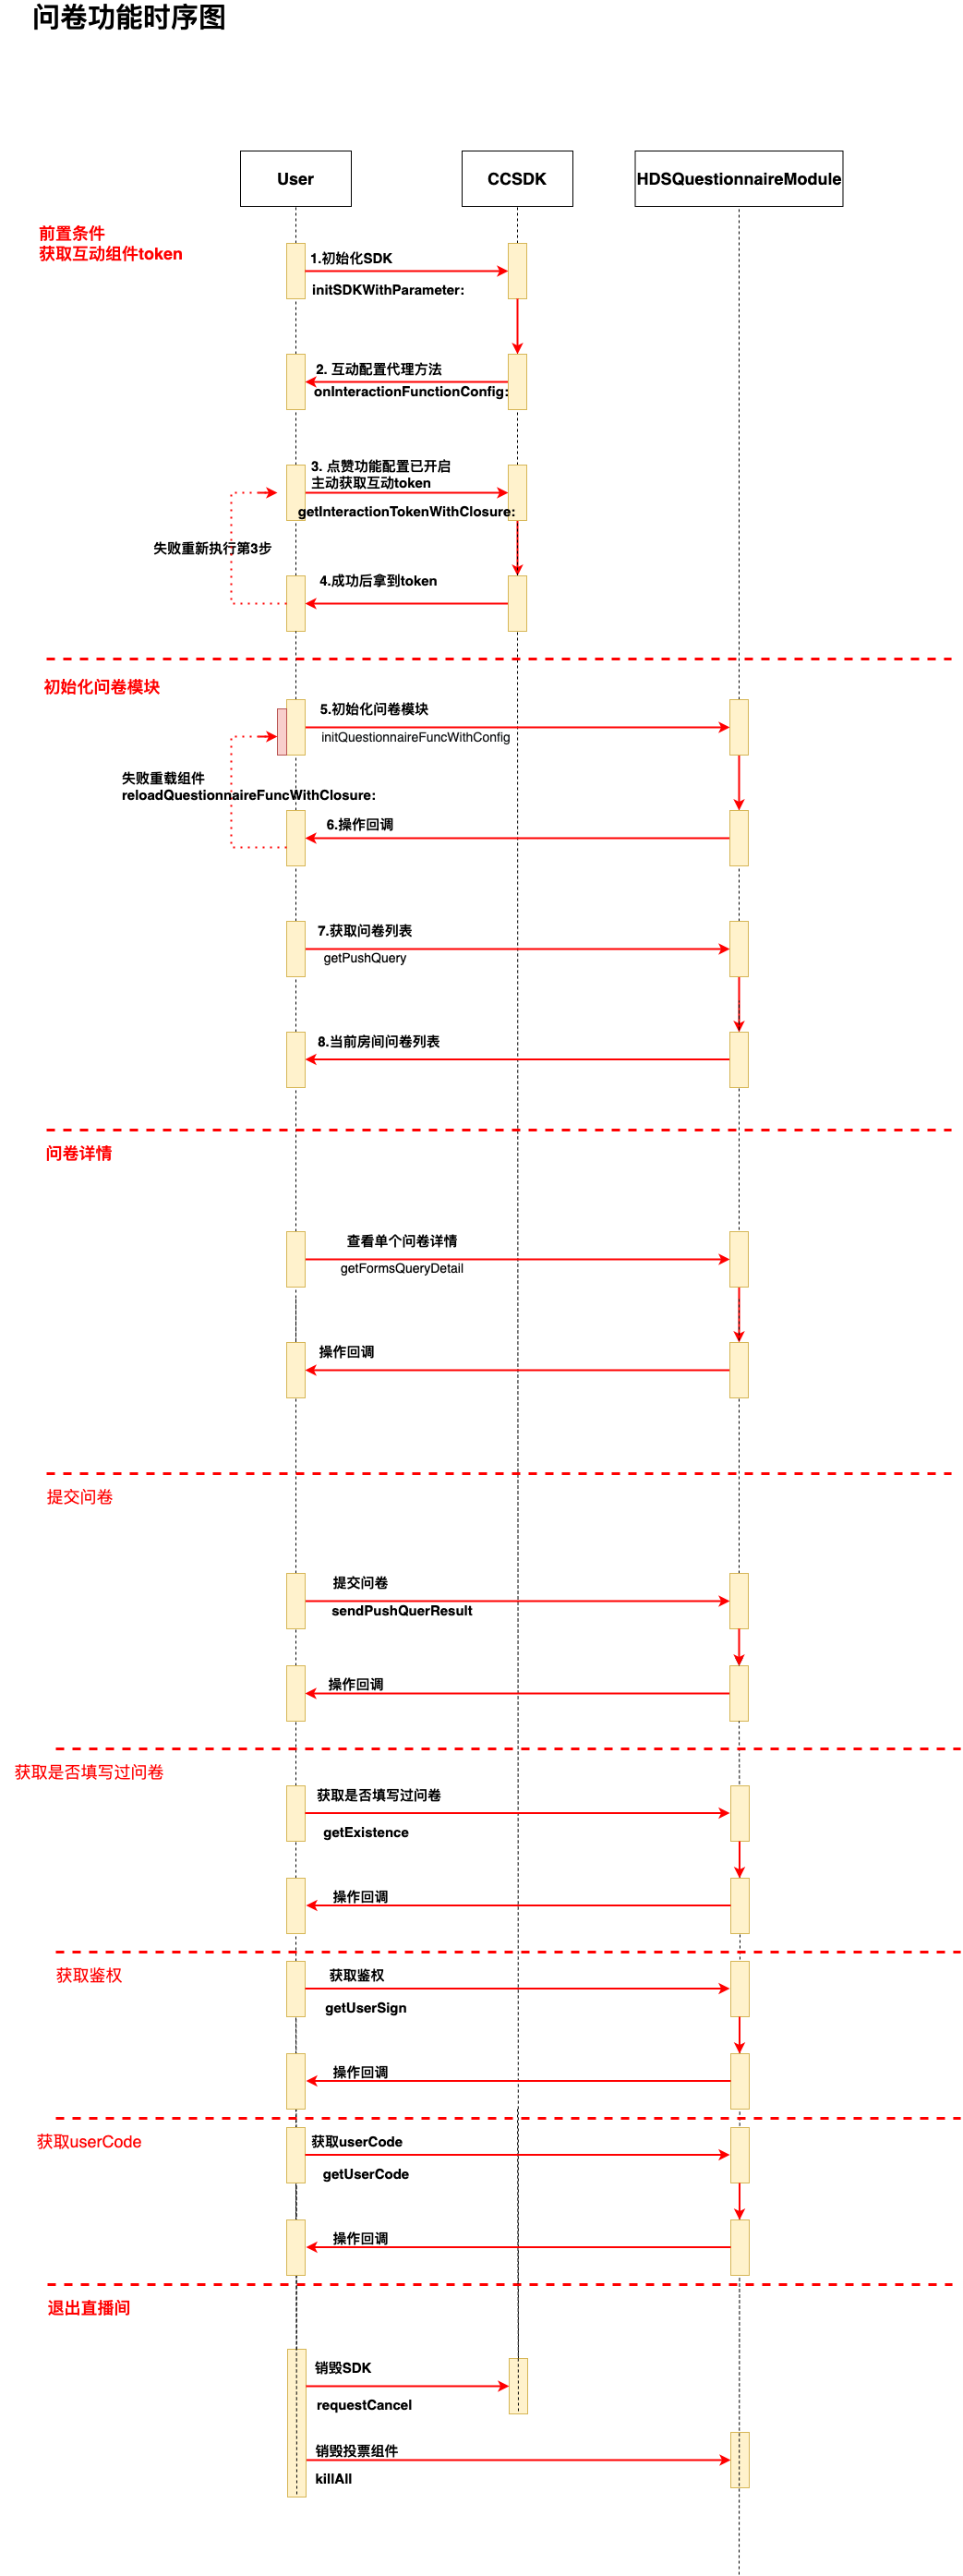 问卷功能时序图
User
CCSDK
HDSQuestionnaireModule
前置条件
获取互动组件token
1.初始化SDK
initSDKWithParameter:
2. 互动配置代理方法
onInteractionFunctionConfig:
3. 点赞功能配置已开启
主动获取互动token
getInteractionTokenWithClosure:
失败重新执行第3步
4.成功后拿到token
初始化问卷模块
5.初始化问卷模块
initQuestionnaireFuncWithConfig
失败重载组件
reloadQuestionnaireFuncWithClosure:
6.操作回调
7.获取问卷列表
getPushQuery
8.当前房间问卷列表
问卷详情
查看单个问卷详情
getFormsQueryDetail
操作回调
提交问卷
提交问卷
sendPushQuerResult
操作回调
获取是否填写过问卷
获取是否填写过问卷
getExistence
操作回调
获取鉴权
获取鉴权
getUserSign
操作回调
获取userCode
获取userCode
getUserCode
操作回调
退出直播间
销毁SDK
requestCancel
销毁投票组件
killAll